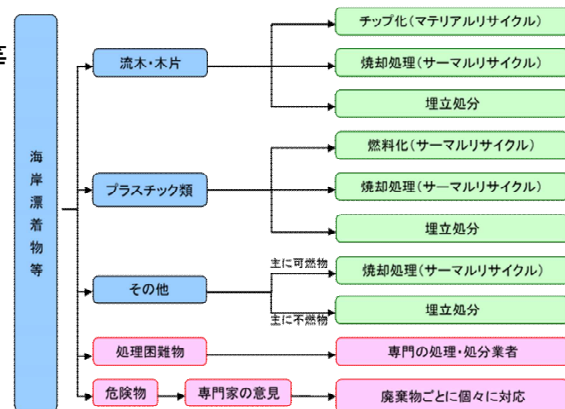 海岸漂着物等
流木・木片
チップ化(マテリアルリサイクル)
焼却処理(サーマルリサイクル)
埋立処分
プラスチック類
燃料化(サーマルリサイクル)
焼却処理(サーマルリサイクル)
埋立処分
その他
主に可燃物
焼却処理(サーマルリサイクル)
主に不燃物
埋立処分
処理困難物
専門の処理・処分業者
危険物
専門家の意見
廃棄物ごとに個々に対応